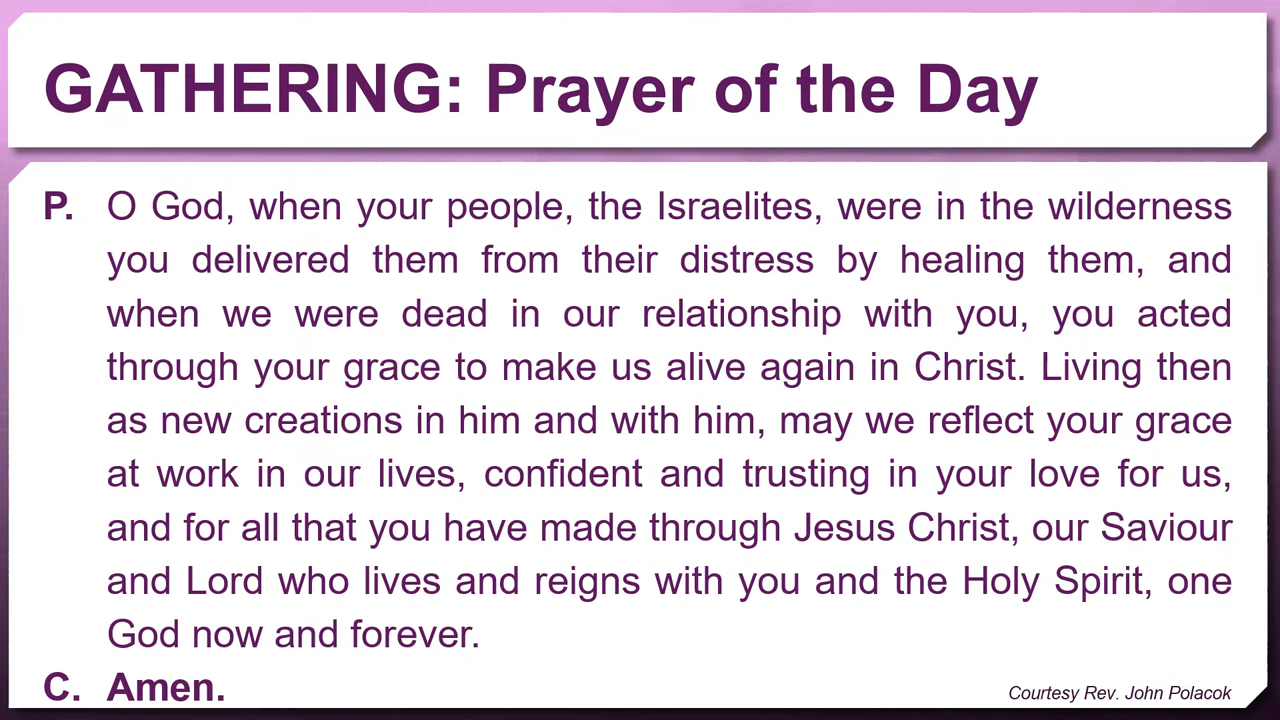 GATHERING: Prayer of the Day
P. O God, when your people, the Israelites, were in the wilderness
you delivered them from their distress by healing them, and
when we were dead in our relationship with you, you acted
through your grace to make us alive again in Christ. Living then
as new creations in him and with him, may we reflect your grace
at work in our lives, confident and trusting in your love for us,
and for all that you have made through Jesus Christ, our Saviour
and Lord who lives and reigns with you and the Holy Spirit, one
God now and forever.
C. Amen.
Courtesy Rev. John Polacok